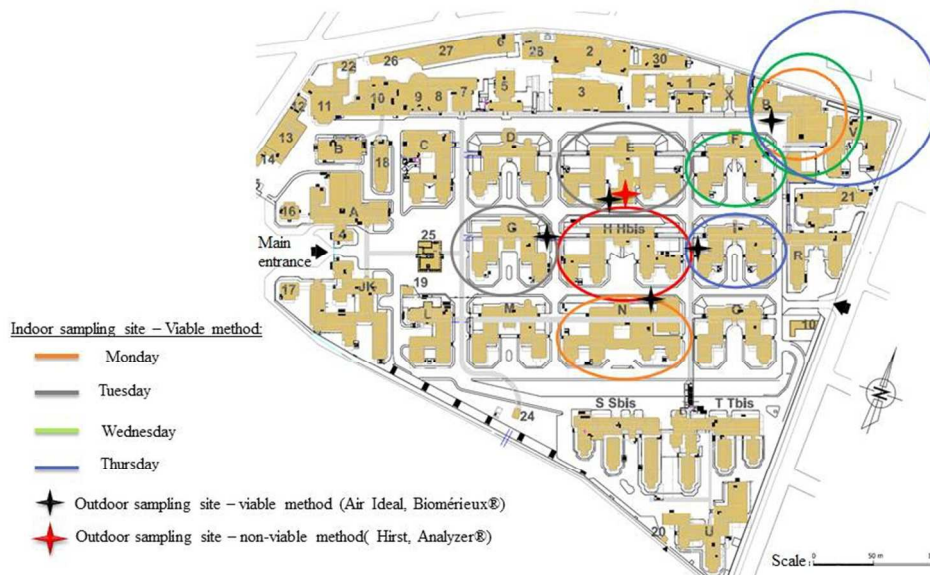 27
6
28
2
30
26
22
10
9
8
7
5
3
1
X
B
V
12
11
13
14
B
18
C
D
E
F
21
16
A
4
25
G
H Hbis
I
R
Main
entrance
17
JK
19
L
M
N
O
10
Indoor sampling site – Viable method:
Monday
Tuesday
Wednesday
Thursday
24
S Sbis
T Tbis
N
20
U
Outdoor sampling site – viable method (Air Ideal, Biomérieux®)
Outdoor sampling site – non-viable method( Hirst, Analyzer®)
Scale :
0
50 m